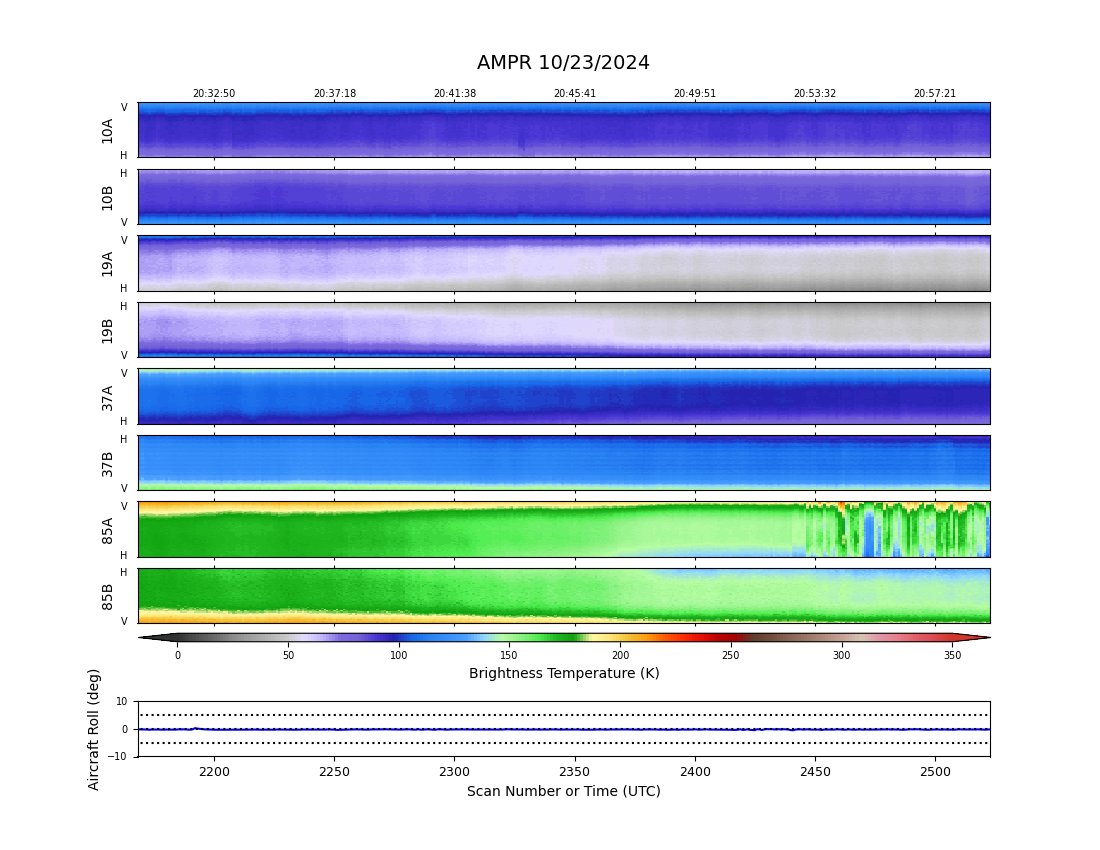 AMPR 10/23/2024
20:32:50 20:37:18 20:41:38 20:45:41 20:49:51 20:53:32 20:57:21
V
10A
H
H
10B
V
V
19A
H
H
19B
V
V
37A
H
H
37B
V
V
85A
H
H
85B
V
0 50 100 150 200 250 300 350
Brightness Temperature (K)
Aircraft Roll (deg)
10
0
−10
2200 2250 2300 2350 2400 2450 2500
Scan Number or Time (UTC)